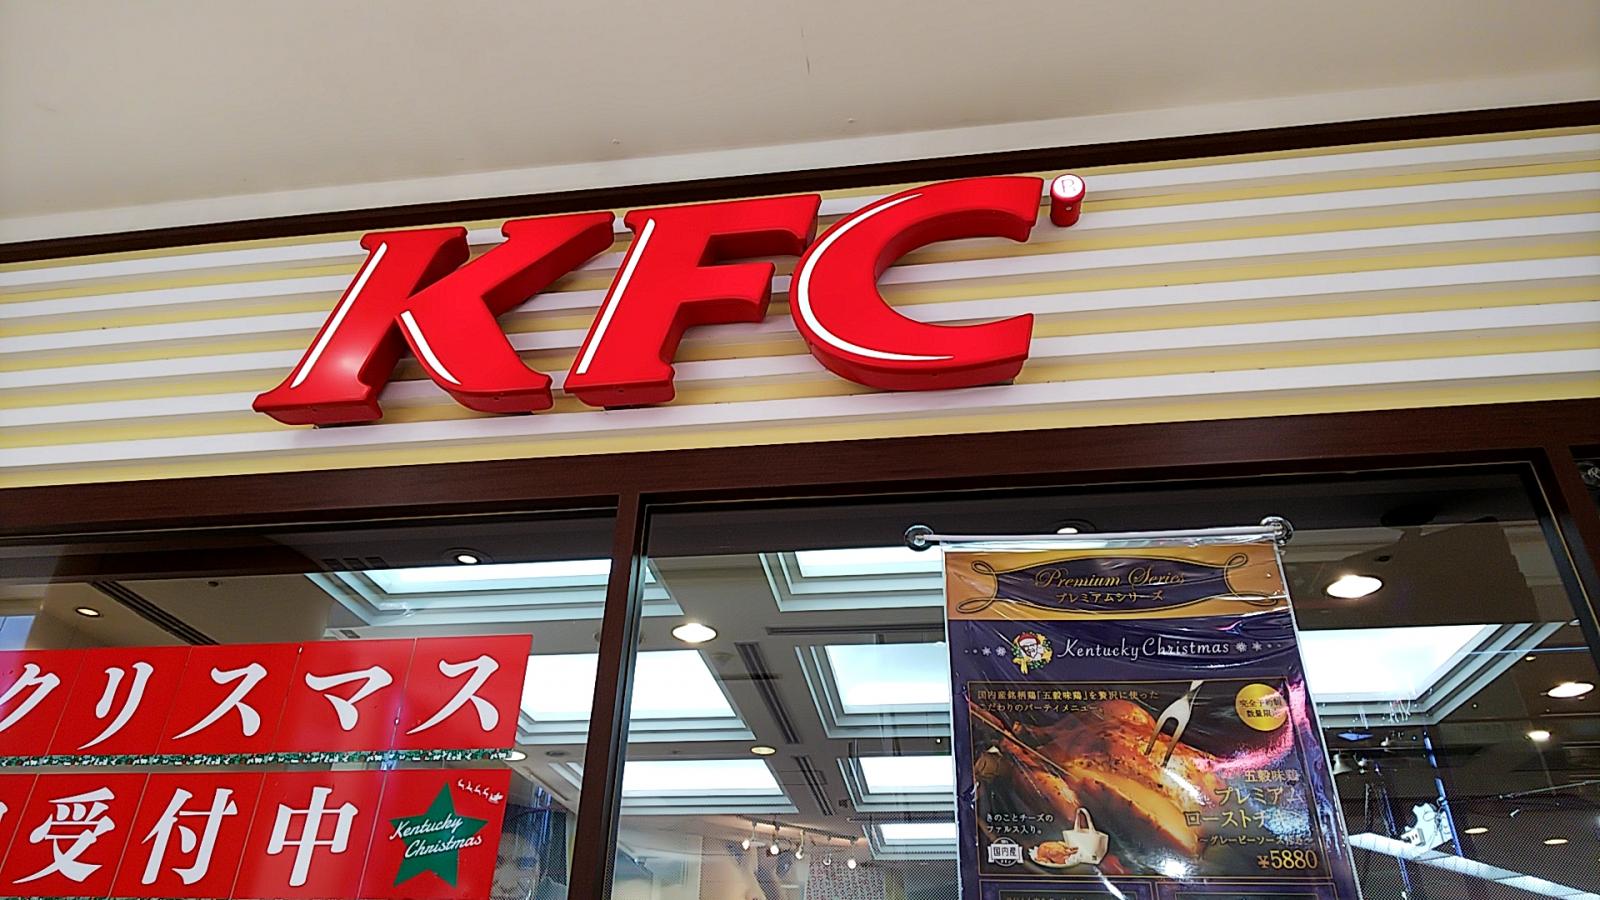 KFC
®
クリスマス
受付中
Kentucky
Christmas
Premium Series
プレミアムシリーズ
Kentucky Christmas
国内産銘柄鶏「五穀味鶏」を贅沢に使った
こだわりのパーティメニュー。
完全予約制
数量限定
五穀味鶏
プレミアム
ローストチキン
～グレービーソース付き～
¥5880
きのことチーズの
ファルス入り。
国内産